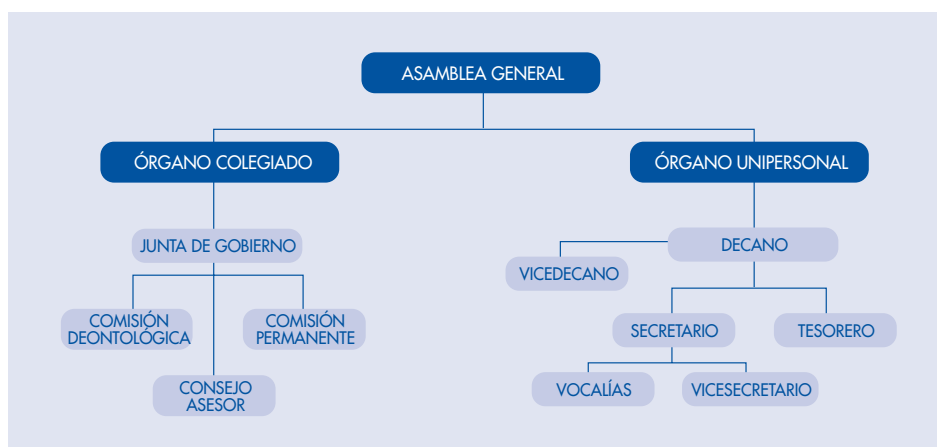 ASAMBLEA GENERAL
ÓRGANO COLEGIADO
ÓRGANO UNIPERSONAL
JUNTA DE GOBIERNO
DECANO
VICEDECANO
COMISIÓN
DEONTOLÓGICA
COMISIÓN
PERMANENTE
SECRETARIO
TESORERO
CONSEJO
ASESOR
VOCALÍAS
VICESECRETARIO